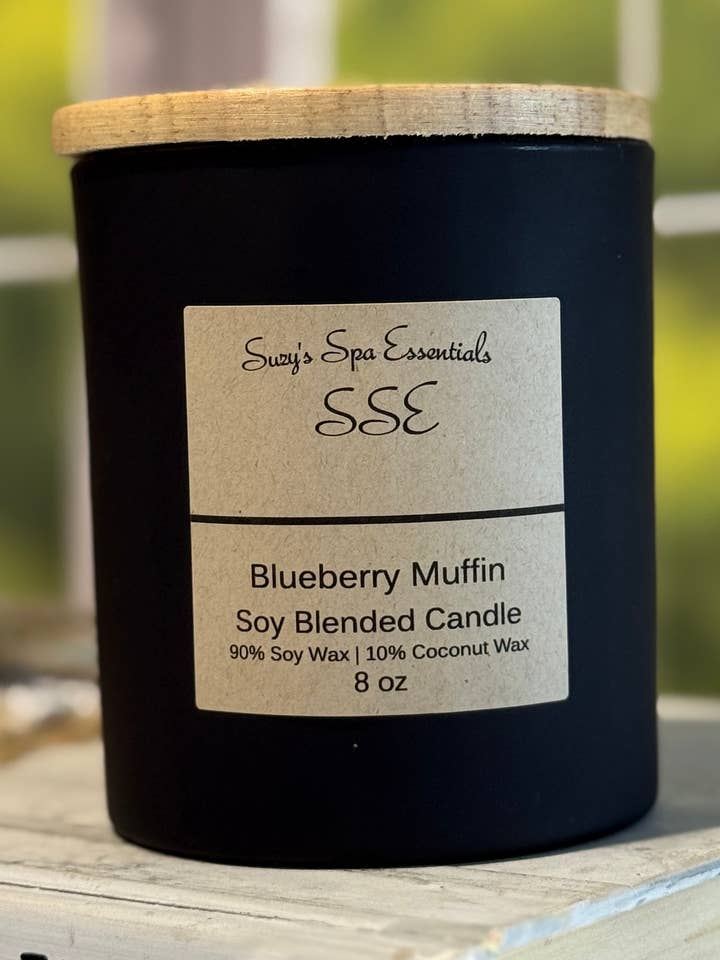 Suzy's Spa Essentials
SSE
Blueberry Muffin
Soy Blended Candle
90% Soy Wax | 10% Coconut Wax
8 oz